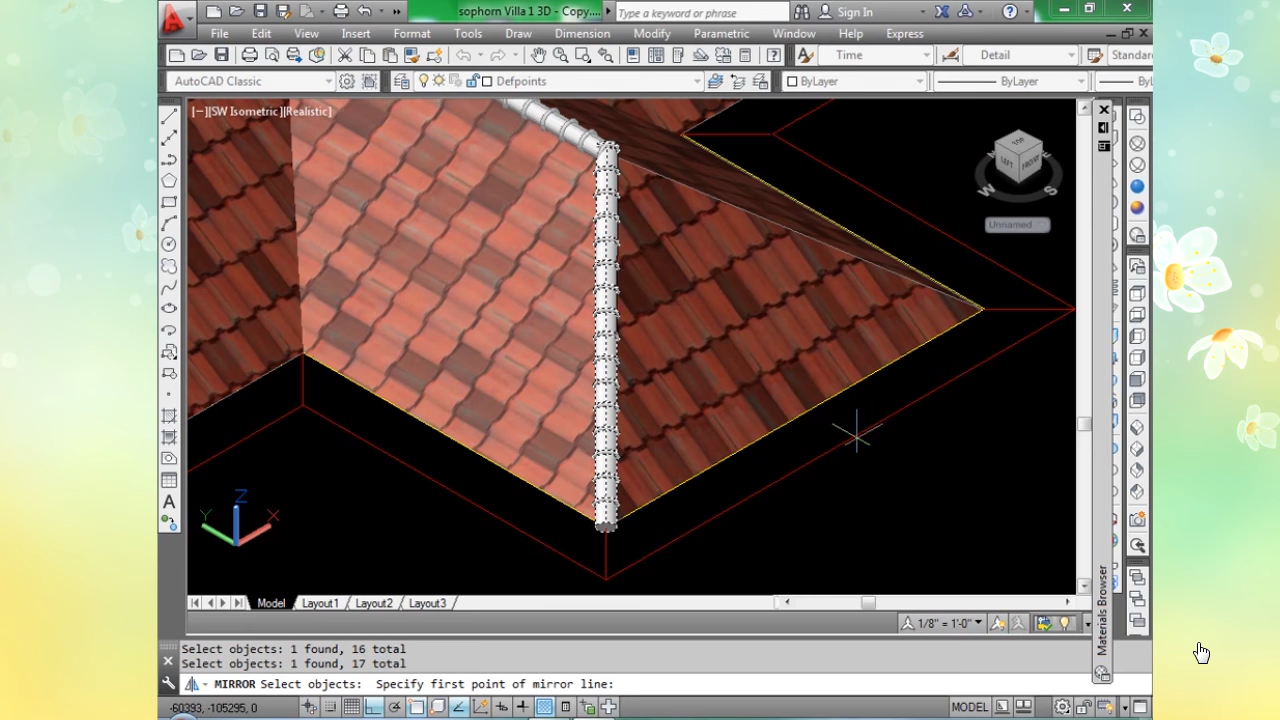 sophorn Villa 1 3D - Copy....
Type a keyword or phrase
Sign In
File Edit View Insert Format Tools Draw Dimension Modify Parametric Window Help Express
Time
Detail
Standard
AutoCAD Classic
Defpoints
ByLayer
ByLayer
[−][SW Isometric][Realistic]
TOP
LEFT
FRONT
W
S
Unnamed
Z
Y
X
Materials Browser
Model Layout1 Layout2 Layout3
1/8" = 1'-0"
Select objects: 1 found, 16 total
Select objects: 1 found, 17 total
MIRROR Select objects: Specify first point of mirror line:
-60393, -105295, 0
MODEL